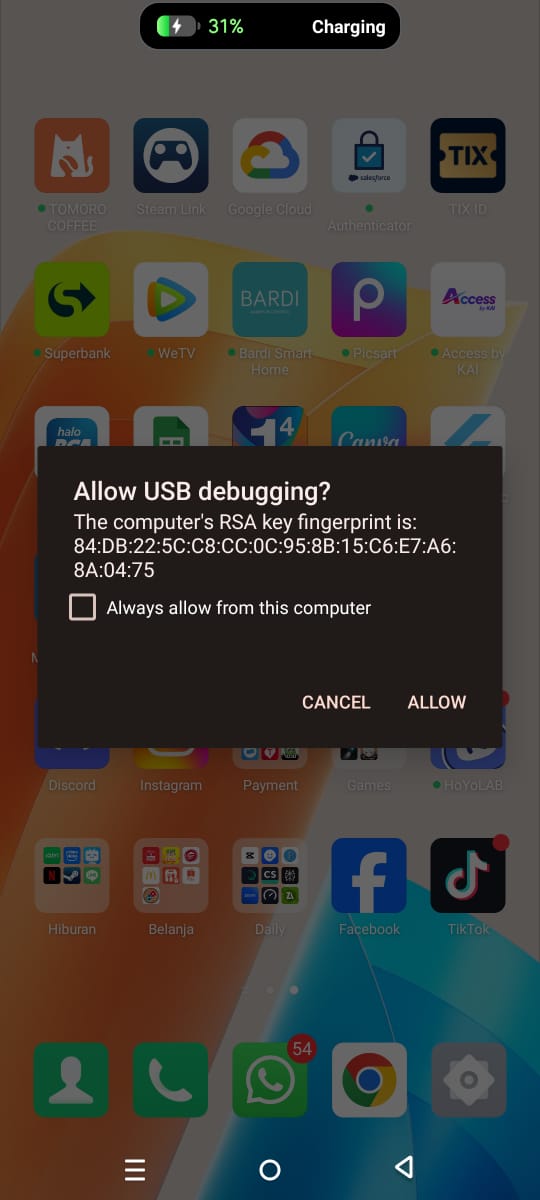 31%
Charging
TIX
salesforce
TOMORO
COFFEE
Steam Link
Google Cloud
Authenticator
TIX ID
BARDI
Access
by KAI
Superbank
WeTV
Bardi Smart
Home
Picsart
Access by
KAI
halo
BCA
14
Canva
Allow USB debugging?
The computer's RSA key fingerprint is:
84:DB:22:5C:C8:CC:0C:95:8B:15:C6:E7:A6:
8A:04:75
Always allow from this computer
CANCEL
ALLOW
Discord
Instagram
Payment
Games
HoYoLAB
CS
Hiburan
Belanja
Daily
Facebook
TikTok
54